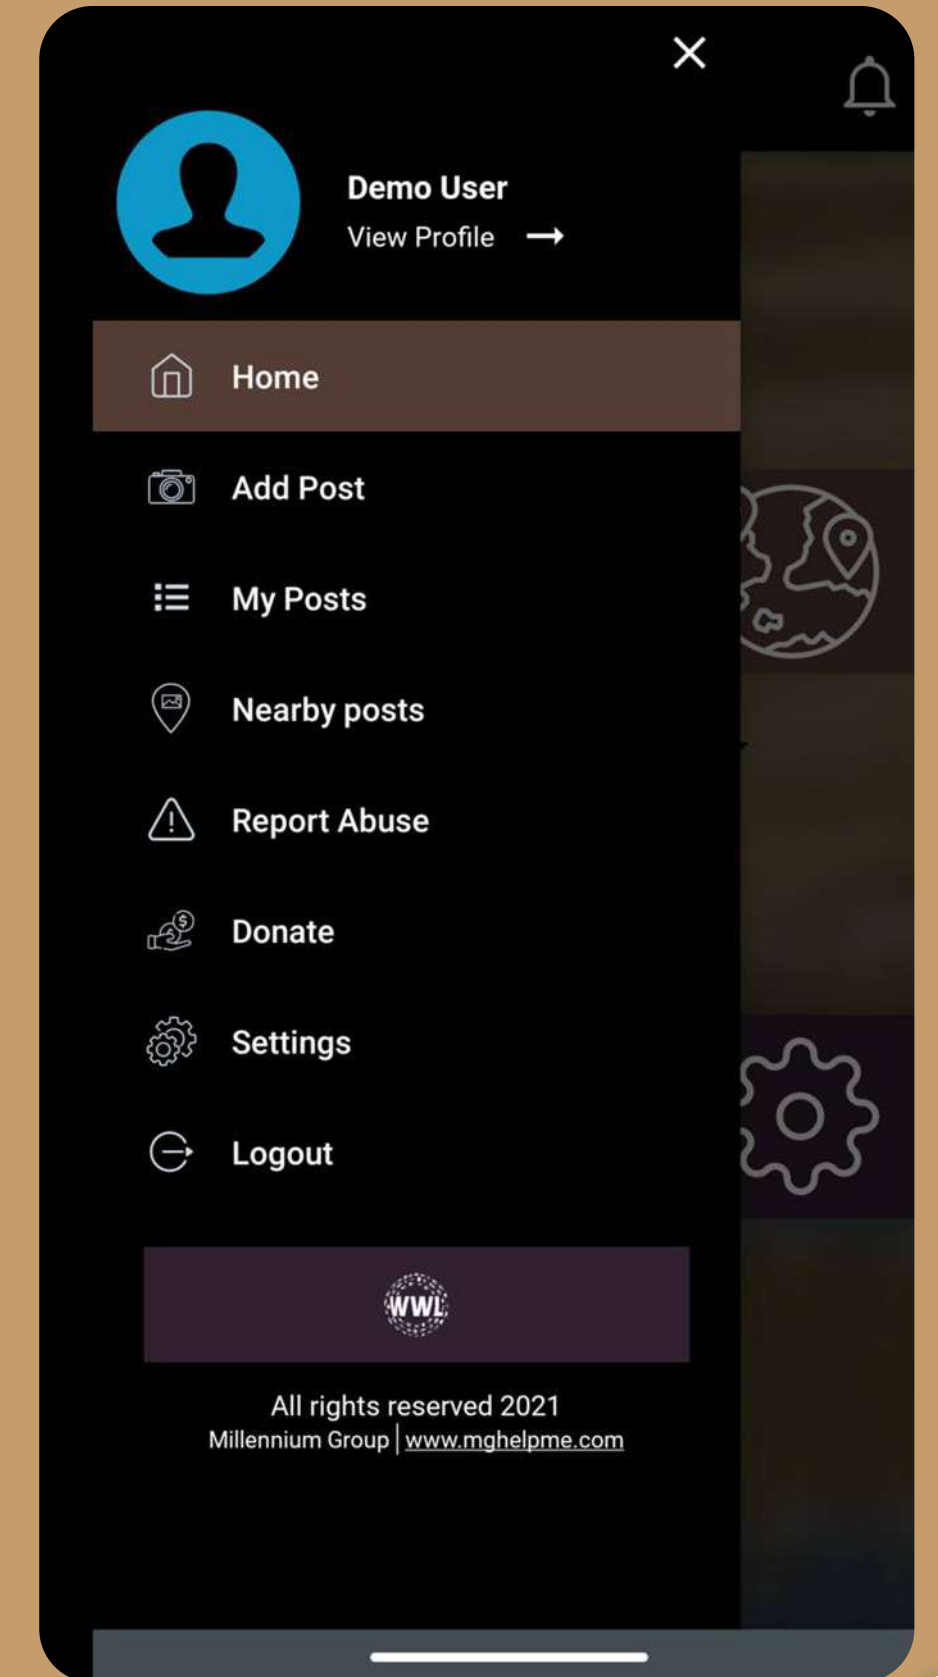 Demo User
View Profile
Home
Add Post
My Posts
Nearby posts
Report Abuse
Donate
Settings
Logout
WWL
All rights reserved 2021
Millennium Group | www.mghelpme.com